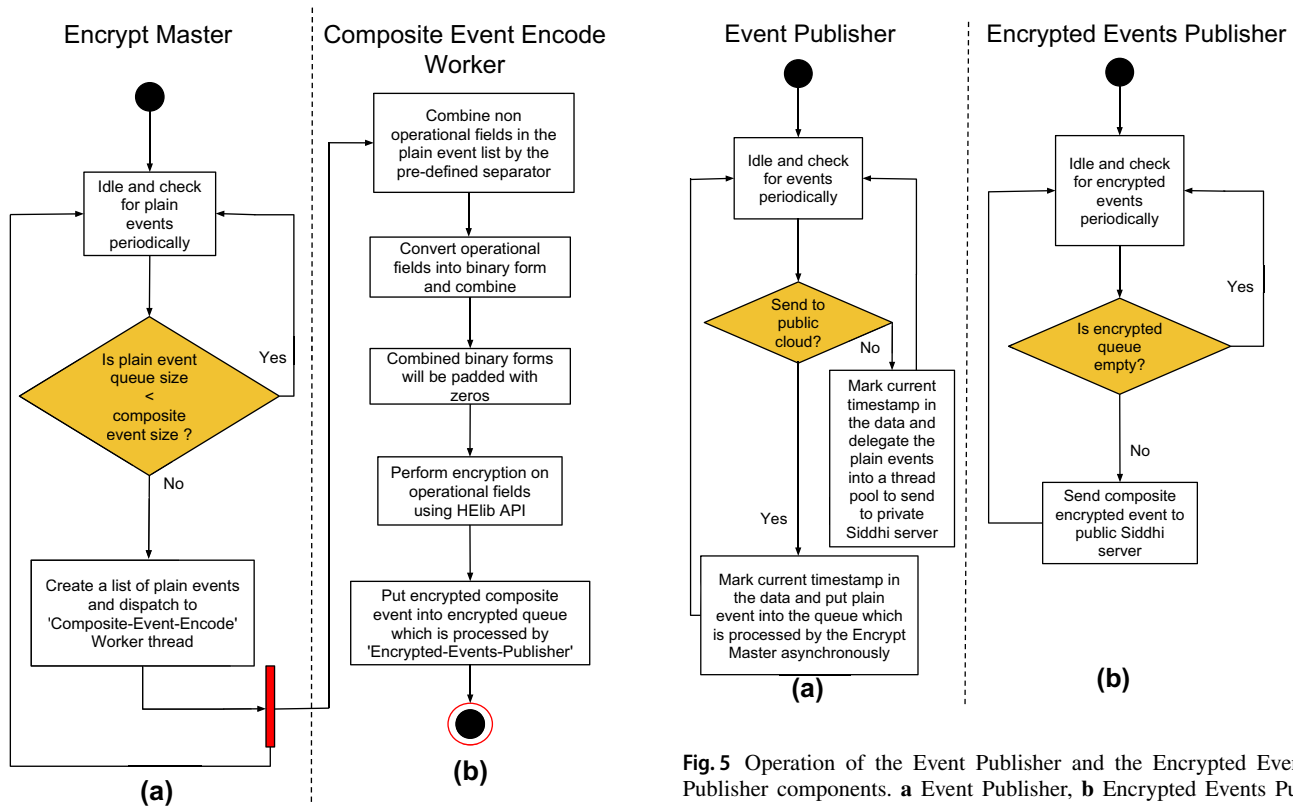 Encrypt Master
Idle and check
for plain
events
periodically
Is plain event
queue size
<
composite
event size ?
Yes
No
Create a list of plain events
and dispatch to
'Composite-Event-Encode'
Worker thread
(a)
Composite Event Encode
Worker
Combine non
operational fields in the
plain event list by the
pre-defined separator
Convert operational
fields into binary form
and combine
Combined binary forms
will be padded with
zeros
Perform encryption on
operational fields
using HElib API
Put encrypted composite
event into encrypted queue
which is processed by
'Encrypted-Events-Publisher'
(b)
Event Publisher
Idle and check
for events
periodically
Send to
public
cloud?
No
Mark current
timestamp in
the data and
delegate the
plain events
into a thread
pool to send
to private
Siddhi server
Yes
Mark current timestamp in
the data and put plain
event into the queue which
is processed by the Encrypt
Master asynchronously
(a)
Encrypted Events Publisher
Idle and check
for encrypted
events
periodically
Yes
Is encrypted
queue
empty?
No
Send composite
encrypted event to
public Siddhi
server
(b)
Fig. 5 Operation of the Event Publisher and the Encrypted Even
Publisher components. a Event Publisher, b Encrypted Events Pu